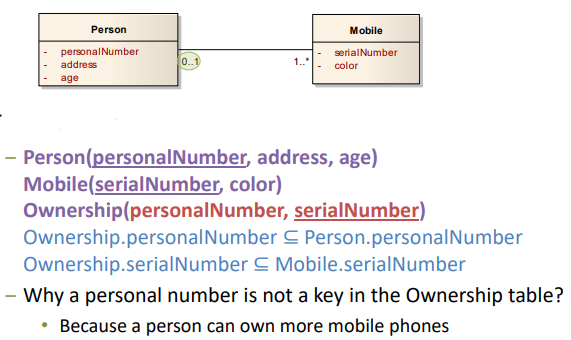 Person
- personalNumber
- address
- age
0..1
1..*
Mobile
- serialNumber
- color
– Person(personalNumber, address, age)
Mobile(serialNumber, color)
Ownership(personalNumber, serialNumber)
Ownership.personalNumber ⊆ Person.personalNumber
Ownership.serialNumber ⊆ Mobile.serialNumber
– Why a personal number is not a key in the Ownership table?
• Because a person can own more mobile phones